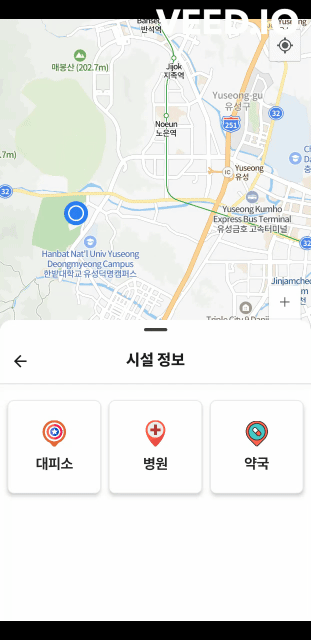 VEED.IO
Banseok
반석역
매봉산 (202.7m)
Jijok
지족역
Yuseong-gu
유성구
32
Noeun
노은역
251
.7m)
IC
Yuseong
유성
32
Yuseong Kumho
Express Bus Terminal
유성금호 고속터미널
32
Hanbat Nat'l Univ Yuseong
Deongmyeong Campus
한밭대학교 유성덕명캠퍼스
Jinjamcheon
시설 정보
대피소
병원
약국